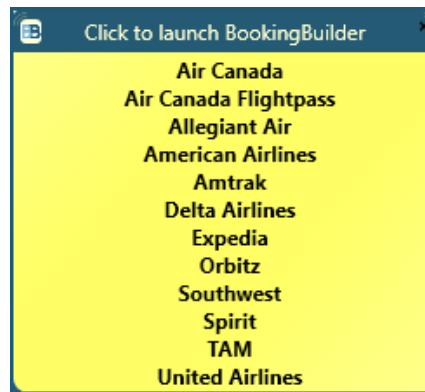 Click to launch BookingBuilder
Air Canada
Air Canada Flightpass
Allegiant Air
American Airlines
Amtrak
Delta Airlines
Expedia
Orbitz
Southwest
Spirit
TAM
United Airlines